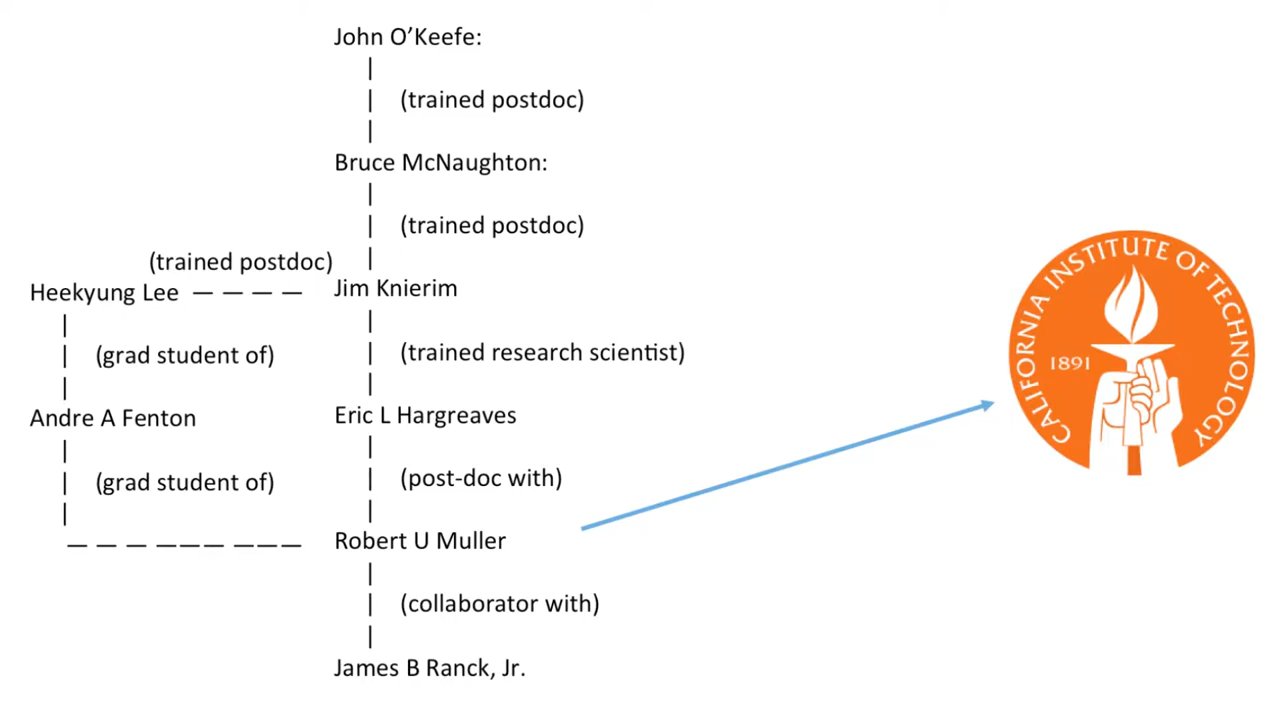 John O’Keefe:
(trained postdoc)
Bruce McNaughton:
(trained postdoc)
(trained postdoc)
Heekyung Lee
Jim Knierim
(grad student of)
(trained research scientist)
Andre A Fenton
Eric L Hargreaves
(grad student of)
(post-doc with)
Robert U Muller
(collaborator with)
James B Ranck, Jr.
CALIFORNIA INSTITUTE OF TECHNOLOGY
1891